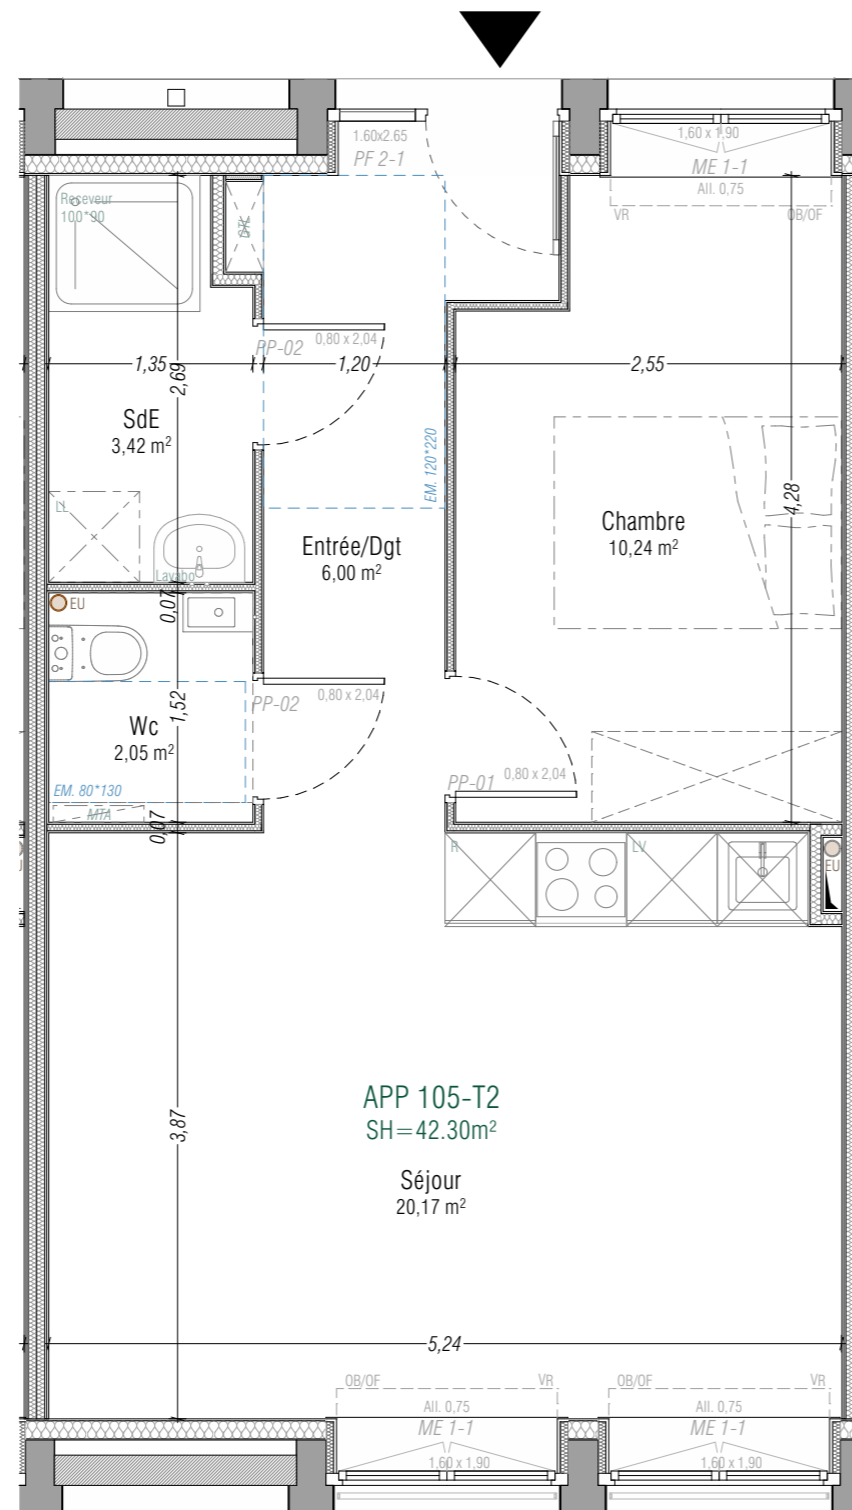 1.60x2.65
PF 2-1
1,60 x 1,90
ME 1-1
All. 0,75
VR
OB/OF
Receveur
100*90
DTL
PP-02
0,80 x 2,04
1,35
2,69
1,20
2,55
SdE
3,42 m²
EM. 120*220
LL
Lavabo
Chambre
10,24 m²
4,28
Entrée/Dgt
6,00 m²
EU
0,07
1,52
Wc
2,05 m²
PP-02
0,80 x 2,04
EM. 80*130
MTA
PP-01
0,80 x 2,04
0,07
R
LV
EU
APP 105-T2
SH=42.30m²
3,87
Séjour
20,17 m²
5,24
OB/OF
VR
All. 0,75
ME 1-1
1,60 x 1,90
OB/OF
VR
All. 0,75
ME 1-1
1,60 x 1,90